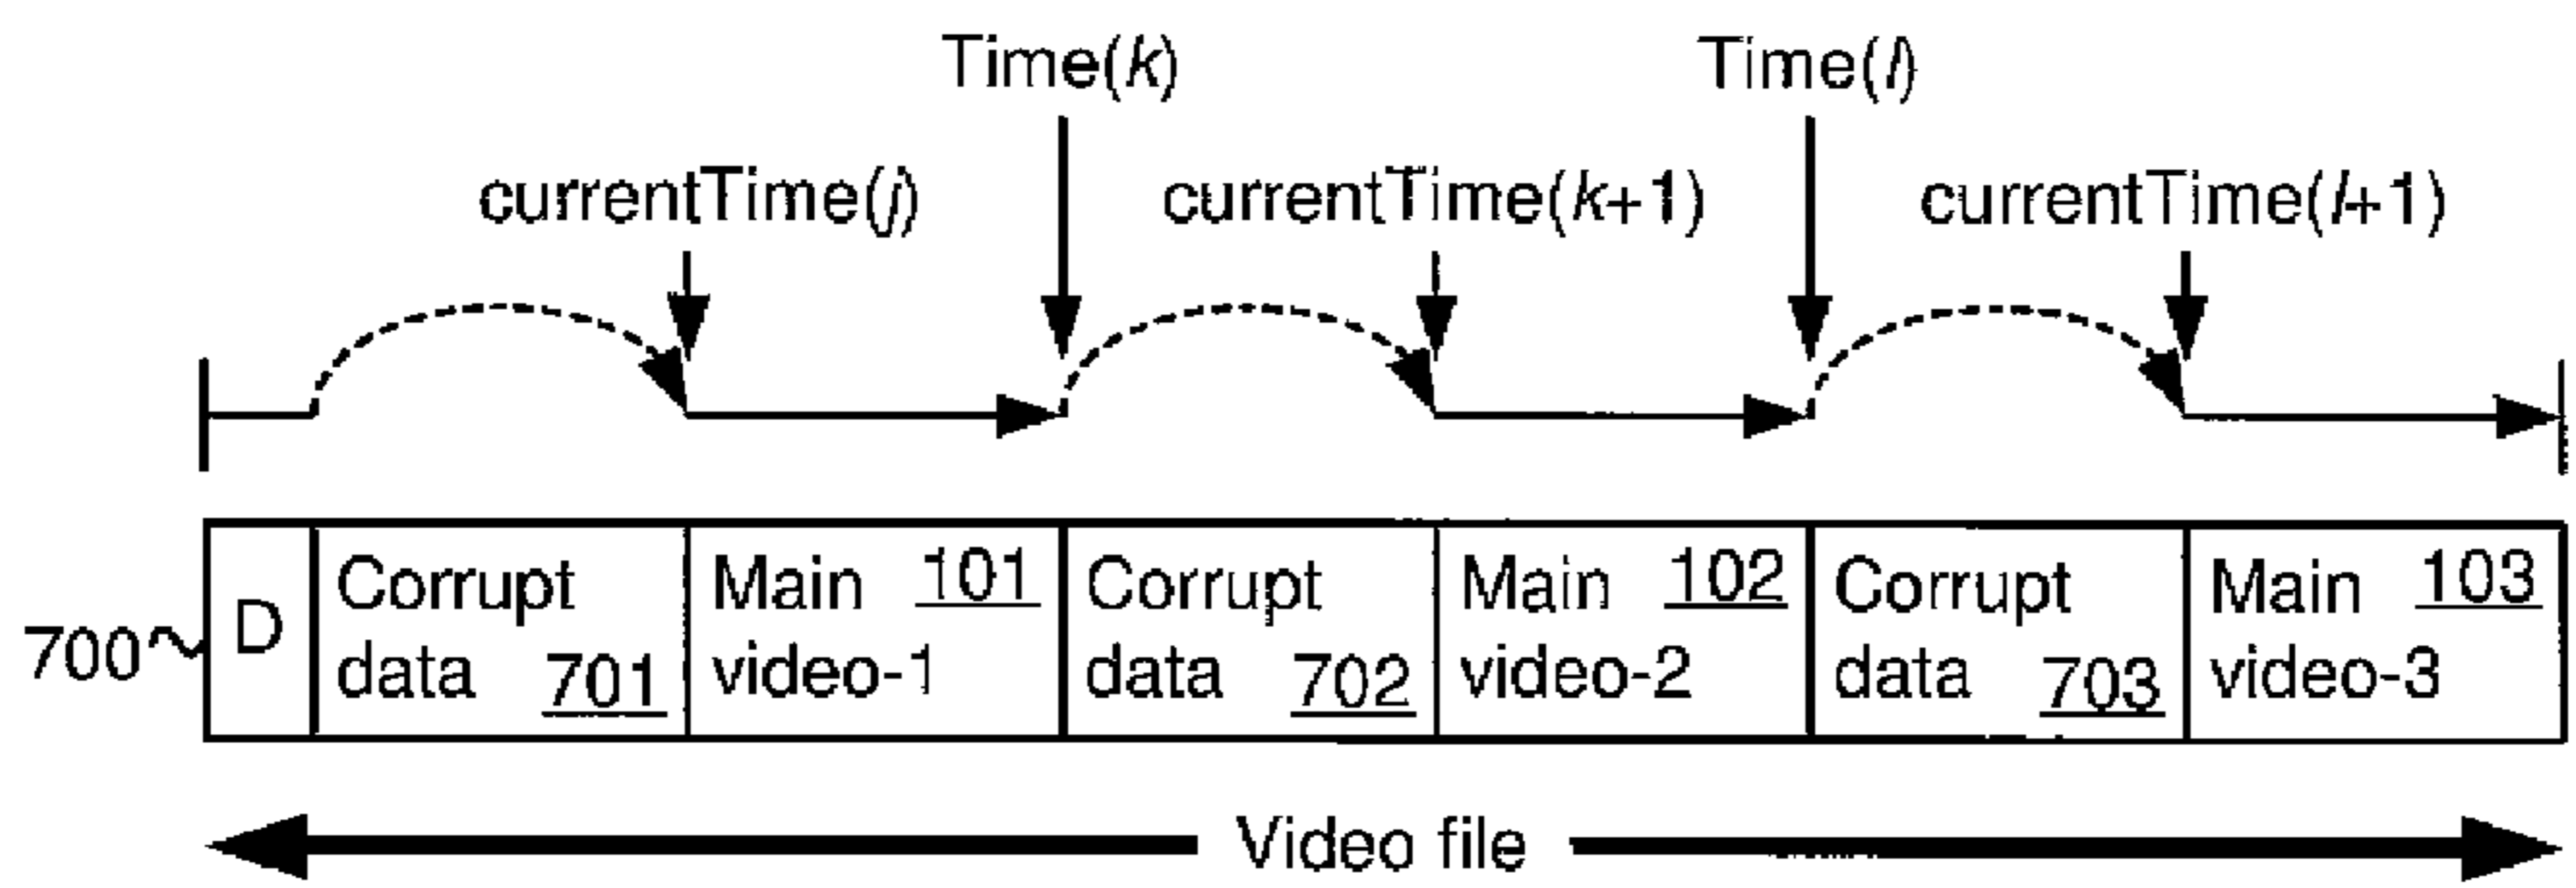 Time(k) Time(l)
currentTime(j) currentTime(k+1) currentTime(l+1)
700 D Corrupt data 701 Main video-1 101 Corrupt data 702 Main video-2 102 Corrupt data 703 Main video-3 103
Video file